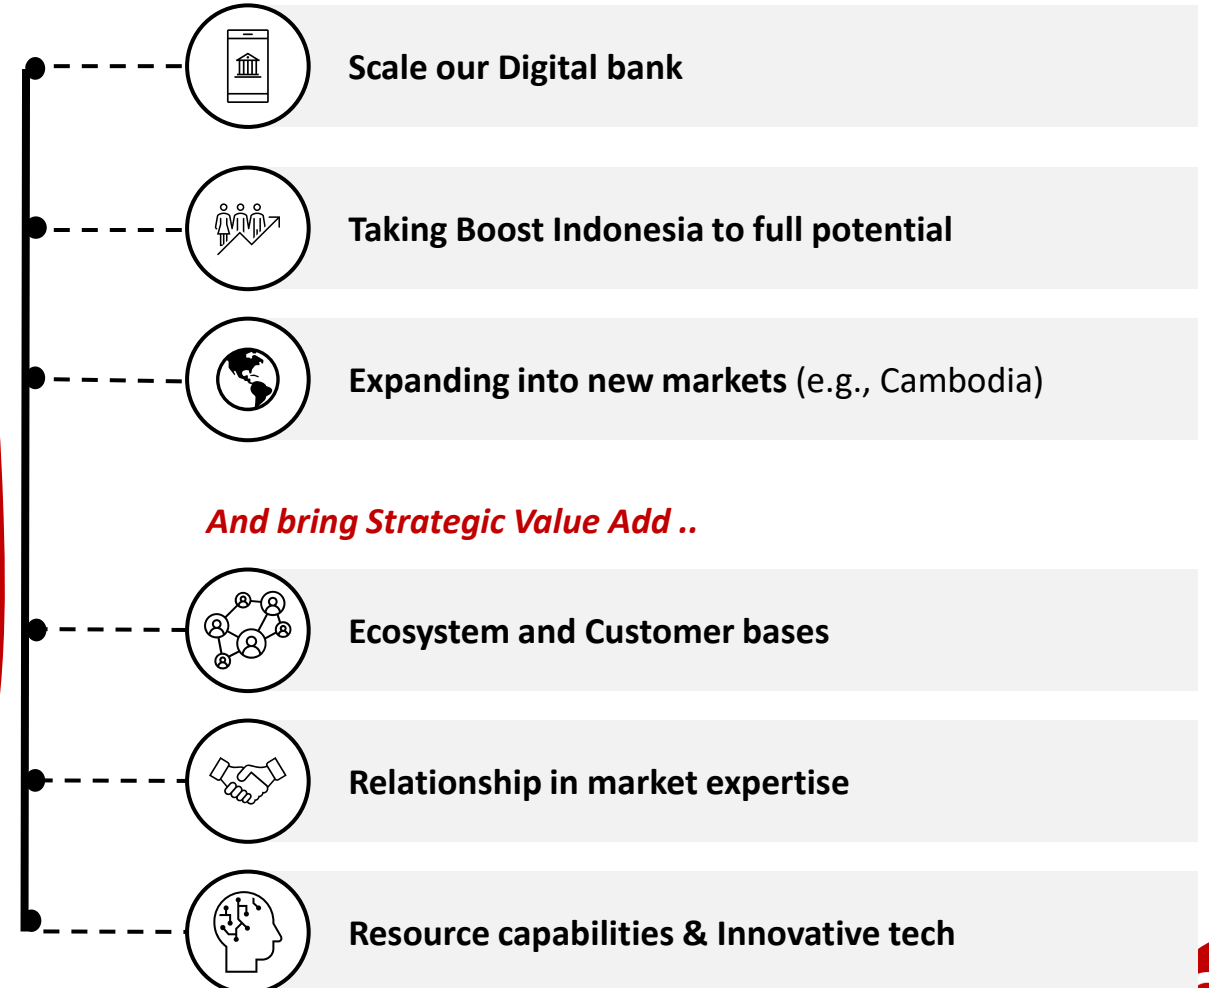 Scale our Digital bank
Taking Boost Indonesia to full potential
Expanding into new markets (e.g., Cambodia)
And bring Strategic Value Add ..
Ecosystem and Customer bases
Relationship in market expertise
Resource capabilities & Innovative tech